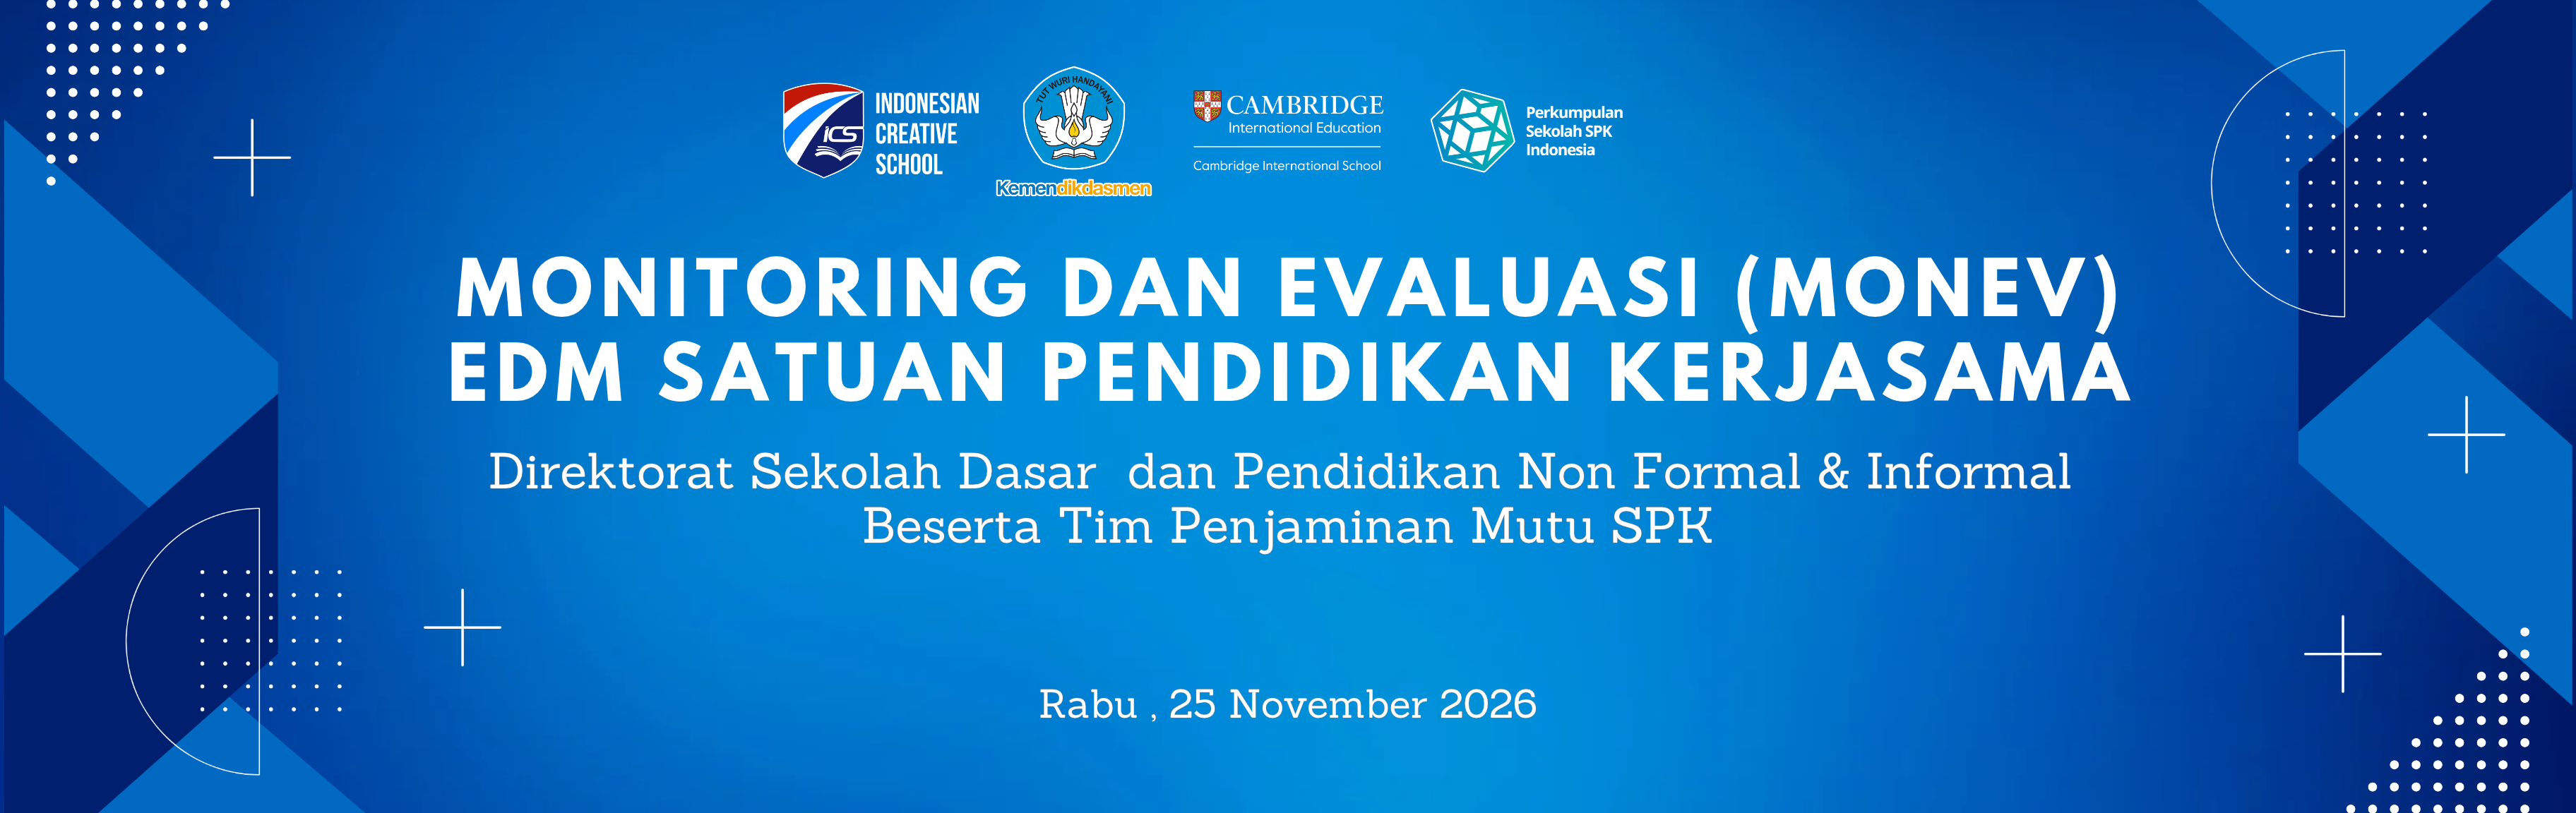 INDONESIAN
CREATIVE
SCHOOL
iCS
TUT WURI HANDAYANI
Kemendikdasmen
CAMBRIDGE
International Education
Cambridge International School
Perkumpulan
Sekolah SPK
Indonesia
MONITORING DAN EVALUASI (MONEV)
EDM SATUAN PENDIDIKAN KERJASAMA
Direktorat Sekolah Dasar dan Pendidikan Non Formal & Informal
Beserta Tim Penjaminan Mutu SPK
Rabu , 25 November 2026